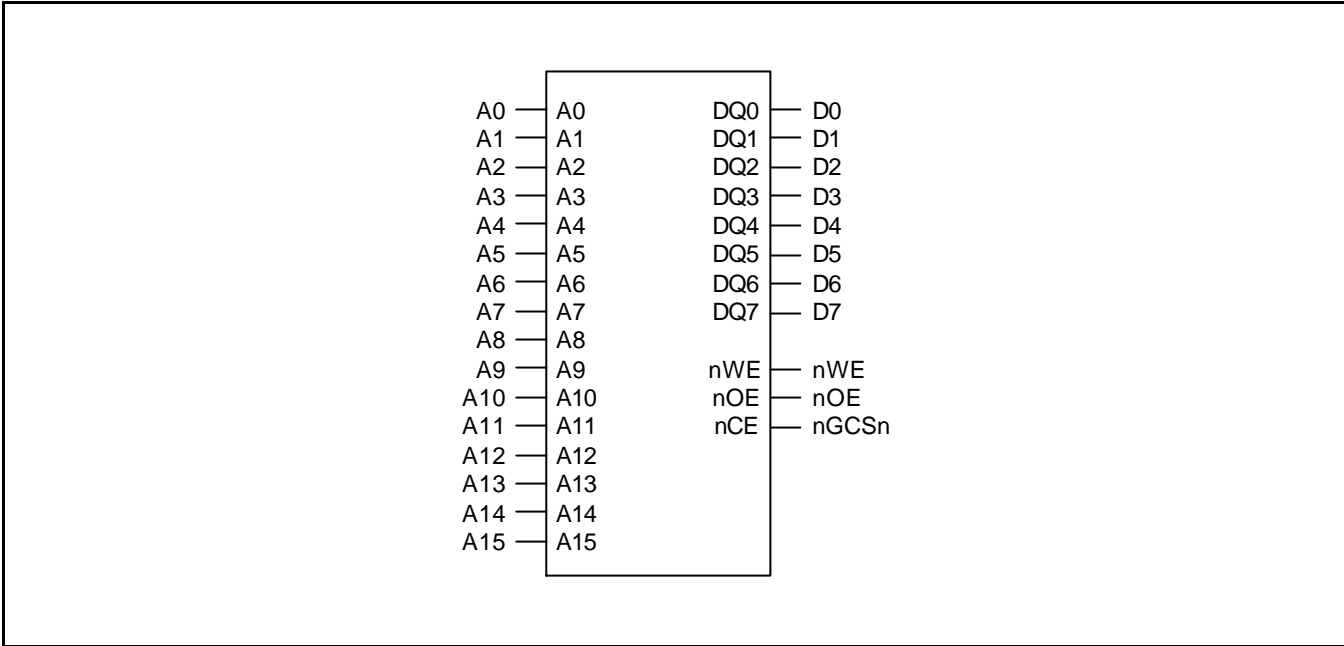 A0 A0 DQ0 D0
A1 A1 DQ1 D1
A2 A2 DQ2 D2
A3 A3 DQ3 D3
A4 A4 DQ4 D4
A5 A5 DQ5 D5
A6 A6 DQ6 D6
A7 A7 DQ7 D7
A8 A8
A9 A9 nWE nWE
A10 A10 nOE nOE
A11 A11 nCE nGCSn
A12 A12
A13 A13
A14 A14
A15 A15